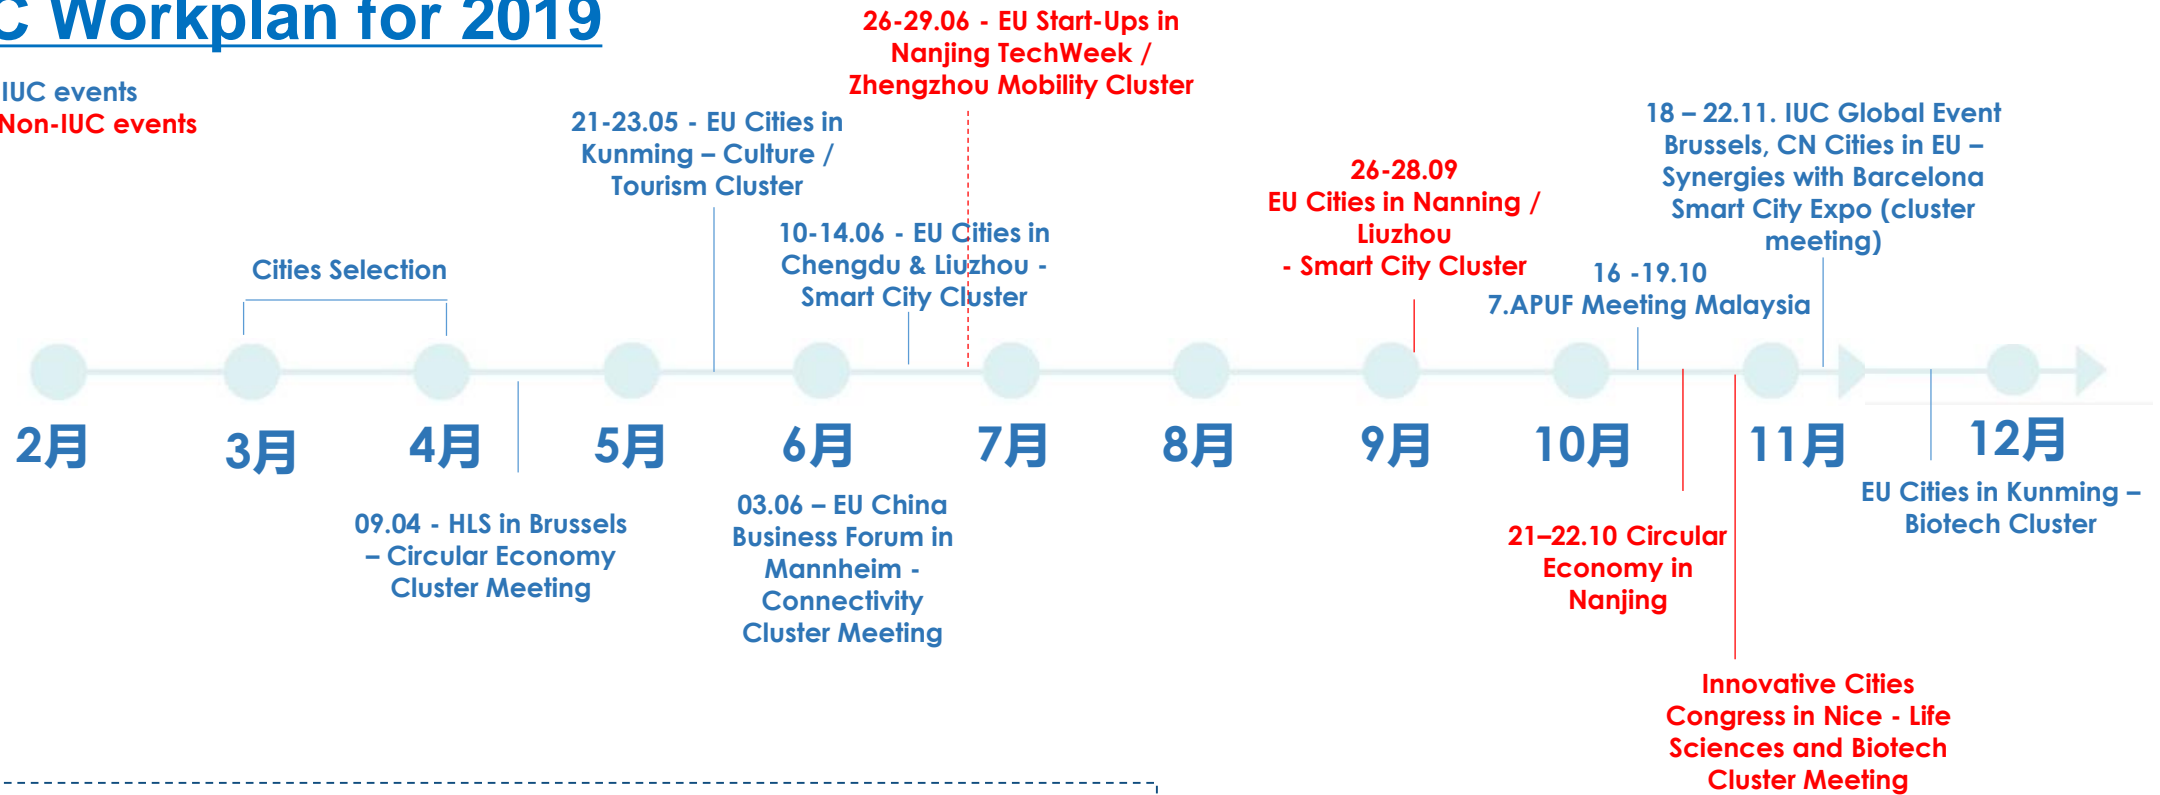 C Workplan for 2019
IUC events
Non-IUC events
26-29.06 - EU Start-Ups in
Nanjing TechWeek /
Zhengzhou Mobility Cluster
21-23.05 - EU Cities in
Kunming – Culture /
Tourism Cluster
18 – 22.11. IUC Global Event
Brussels, CN Cities in EU –
Synergies with Barcelona
Smart City Expo (cluster
meeting)
26-28.09
EU Cities in Nanning /
Liuzhou
- Smart City Cluster
10-14.06 - EU Cities in
Chengdu & Liuzhou -
Smart City Cluster
Cities Selection
16 -19.10
7.APUF Meeting Malaysia
2月
3月
4月
5月
6月
7月
8月
9月
10月
11月
12月
09.04 - HLS in Brussels
– Circular Economy
Cluster Meeting
03.06 – EU China
Business Forum in
Mannheim -
Connectivity
Cluster Meeting
21–22.10 Circular
Economy in
Nanjing
EU Cities in Kunming –
Biotech Cluster
Innovative Cities
Congress in Nice - Life
Sciences and Biotech
Cluster Meeting